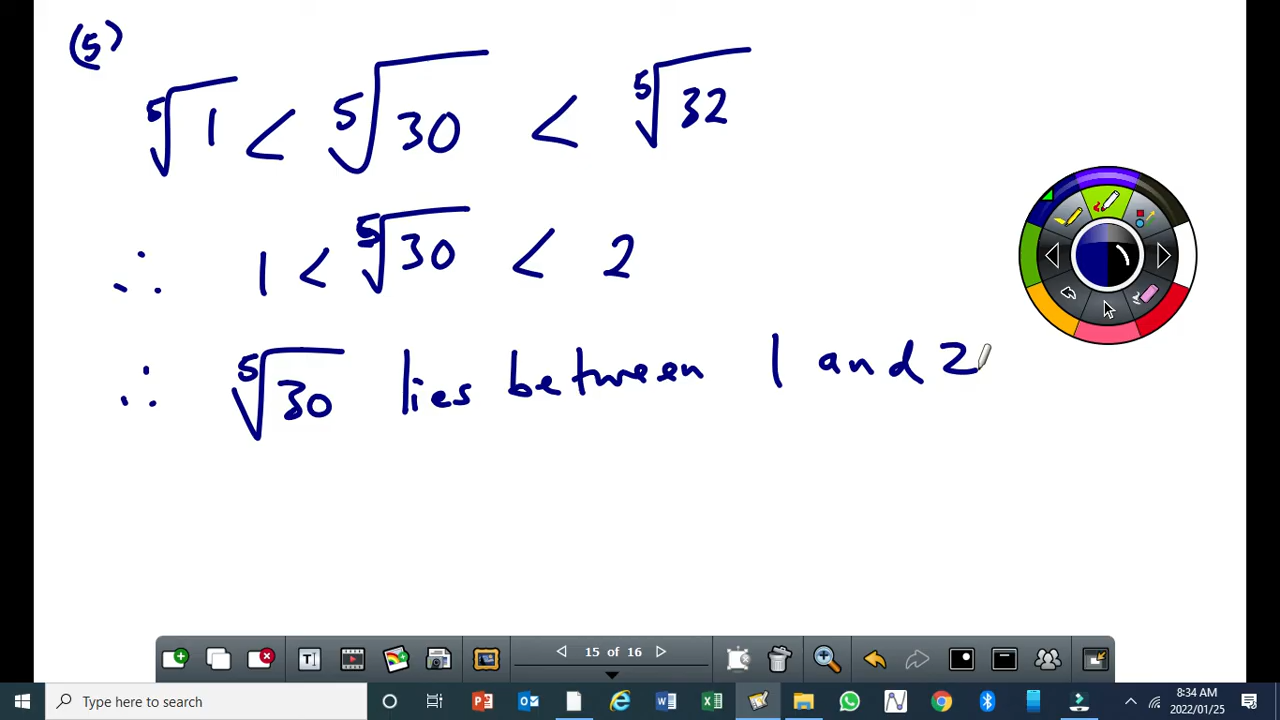 (5)
⁵√1 < ⁵√30 < ⁵√32
∴ 1 < ⁵√30 < 2
∴ ⁵√30 lies between 1 and 2
T
15 of 16
Type here to search
8:34 AM
2022/01/25